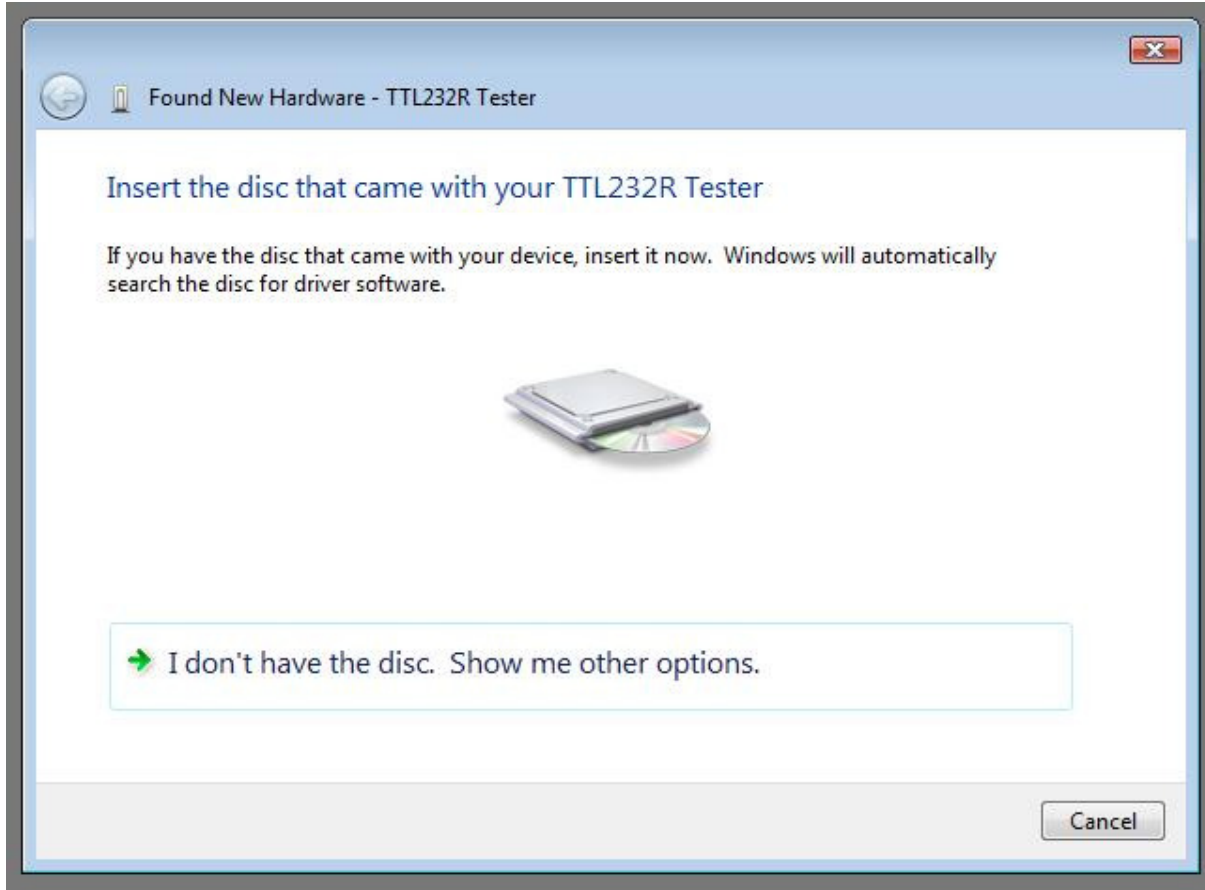 Found New Hardware - TTL232R Tester
Insert the disc that came with your TTL232R Tester
If you have the disc that came with your device, insert it now.  Windows will automatically
search the disc for driver software.
I don't have the disc.  Show me other options.
Cancel